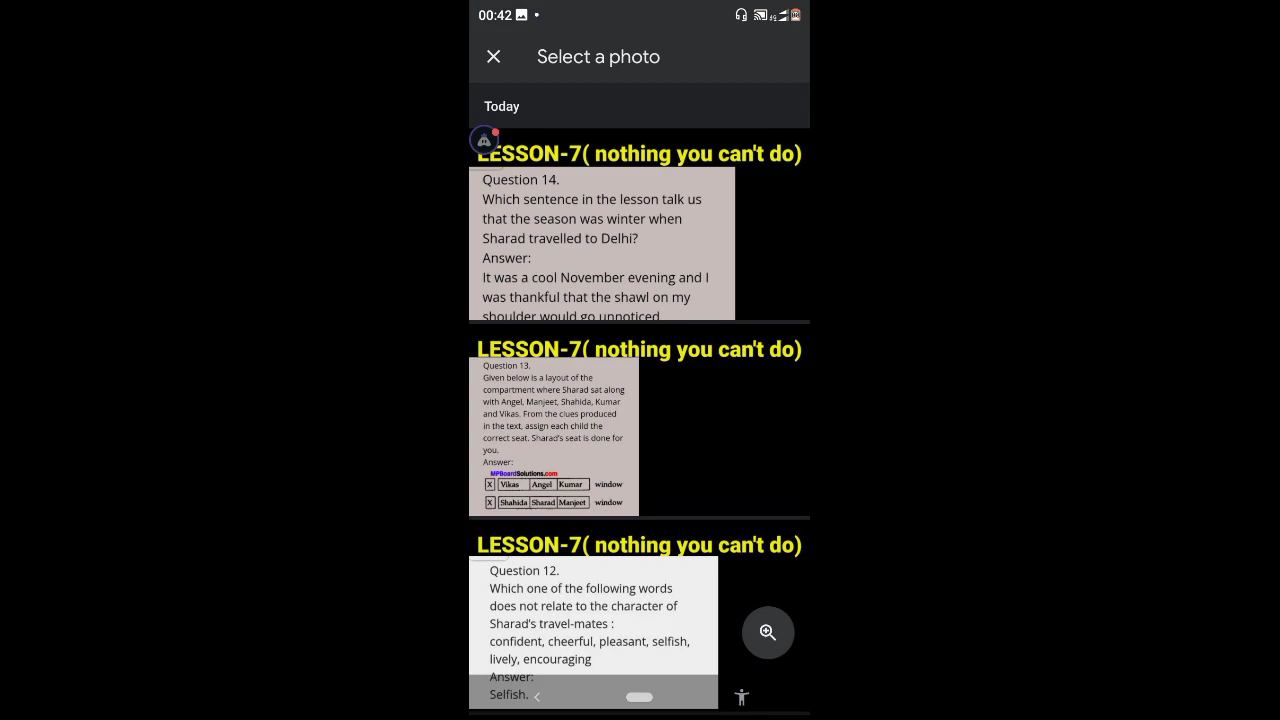 00:42
Select a photo
Today
LESSON-7( nothing you can't do)
Question 14.
Which sentence in the lesson talk us
that the season was winter when
Sharad travelled to Delhi?
Answer:
It was a cool November evening and I
was thankful that the shawl on my
shoulder would go unnoticed
LESSON-7( nothing you can't do)
Question 13.
Given below is a layout of the
compartment where Sharad sat along
with Angel, Manjeet, Shahida, Kumar
and Vikas. From the clues produced
in the text, assign each child the
correct seat. Sharad's seat is done for
you.
Answer:
MPBoardSolutions.com
X Vikas Angel Kumar window
X Shahida Sharad Manjeet window
LESSON-7( nothing you can't do)
Question 12.
Which one of the following words
does not relate to the character of
Sharad's travel-mates :
confident, cheerful, pleasant, selfish,
lively, encouraging
Answer:
Selfish.